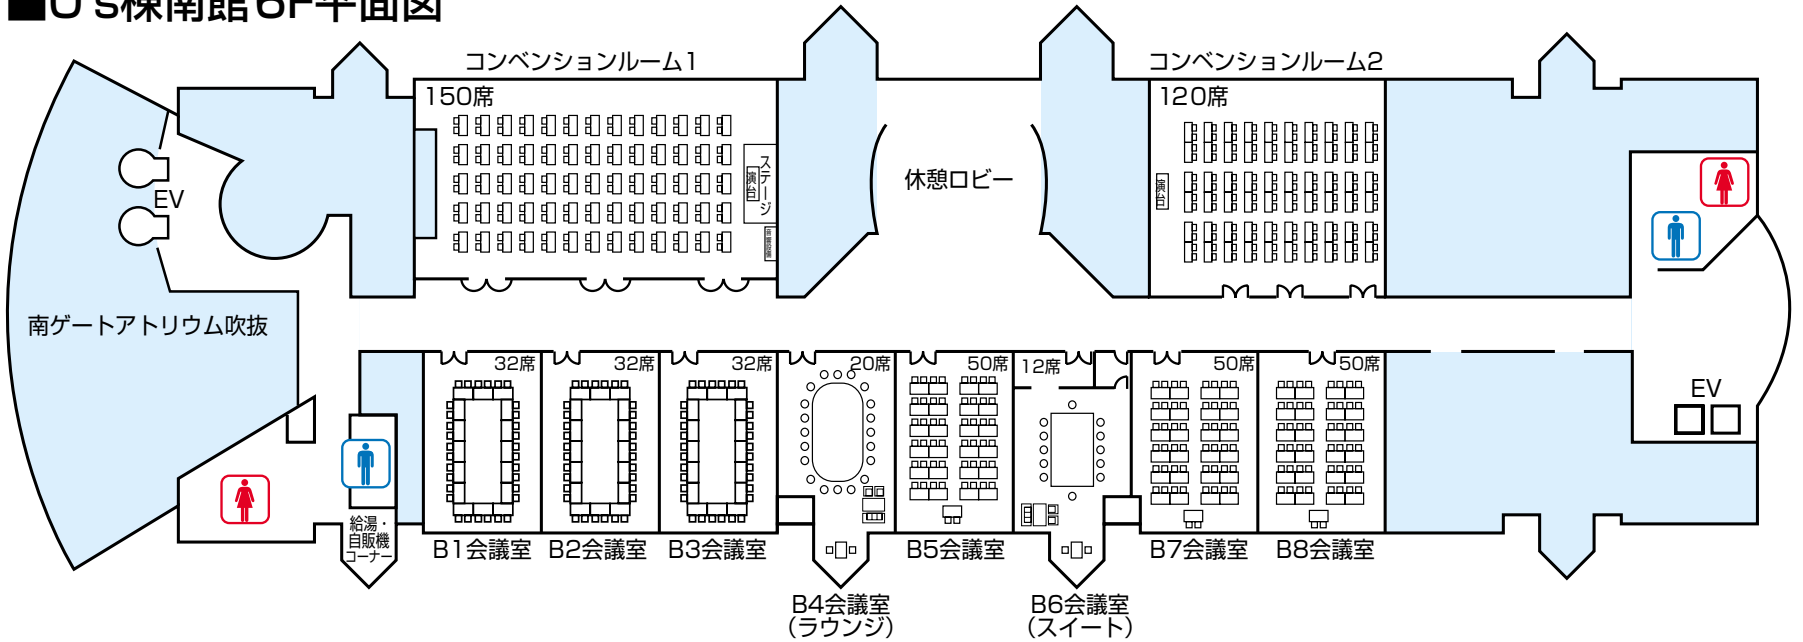 ■U's棟南館6F平面図
コンベンションルーム1
コンベンションルーム2
150席
120席
ステージ
演台
演台
休憩ロビー
EV
南ゲートアトリウム吹抜
32席
32席
32席
20席
50席
12席
50席
50席
EV
給湯・
自販機
コーナー
B1会議室
B2会議室
B3会議室
B5会議室
B7会議室
B8会議室
B4会議室
(ラウンジ)
B6会議室
(スイート)